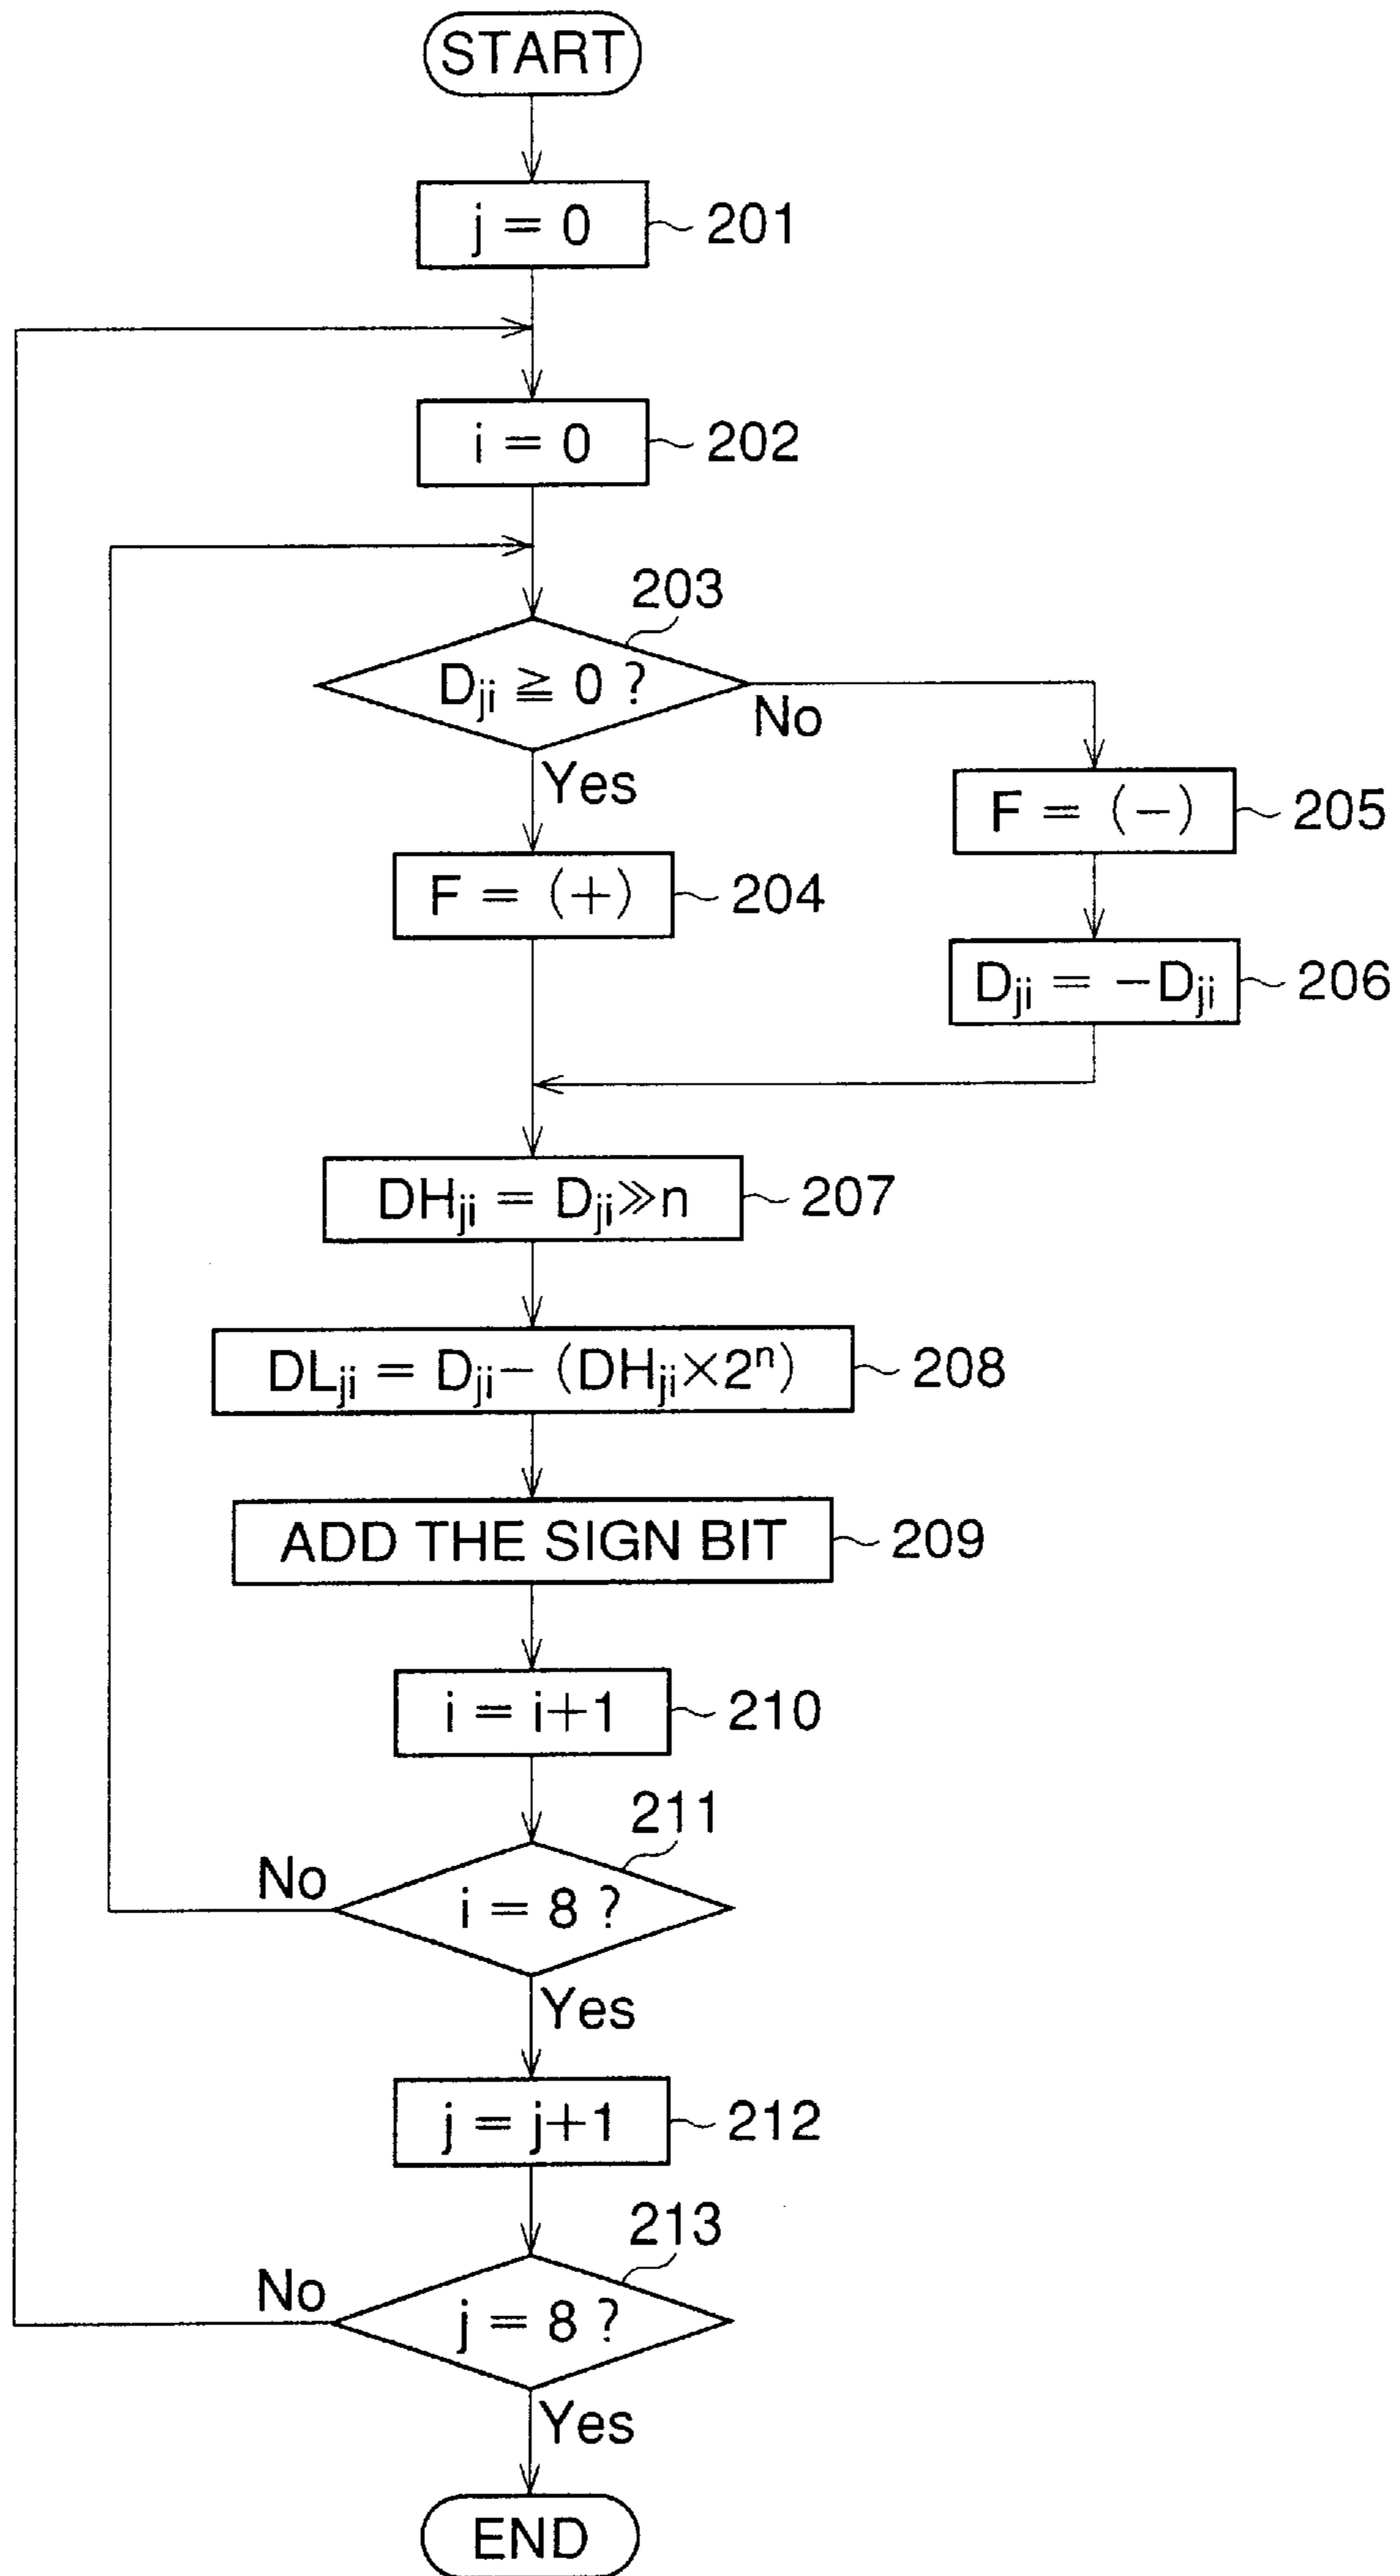 START
j = 0
201
i = 0
202
203
Dji ≧ 0 ?
No
Yes
F = (−)
205
F = (+)
204
Dji = −Dji
206
DHji = Dji≫n
207
DLji = Dji− (DHji×2ⁿ)
208
ADD THE SIGN BIT
209
i = i+1
210
211
No
i = 8 ?
Yes
j = j+1
212
213
No
j = 8 ?
Yes
END